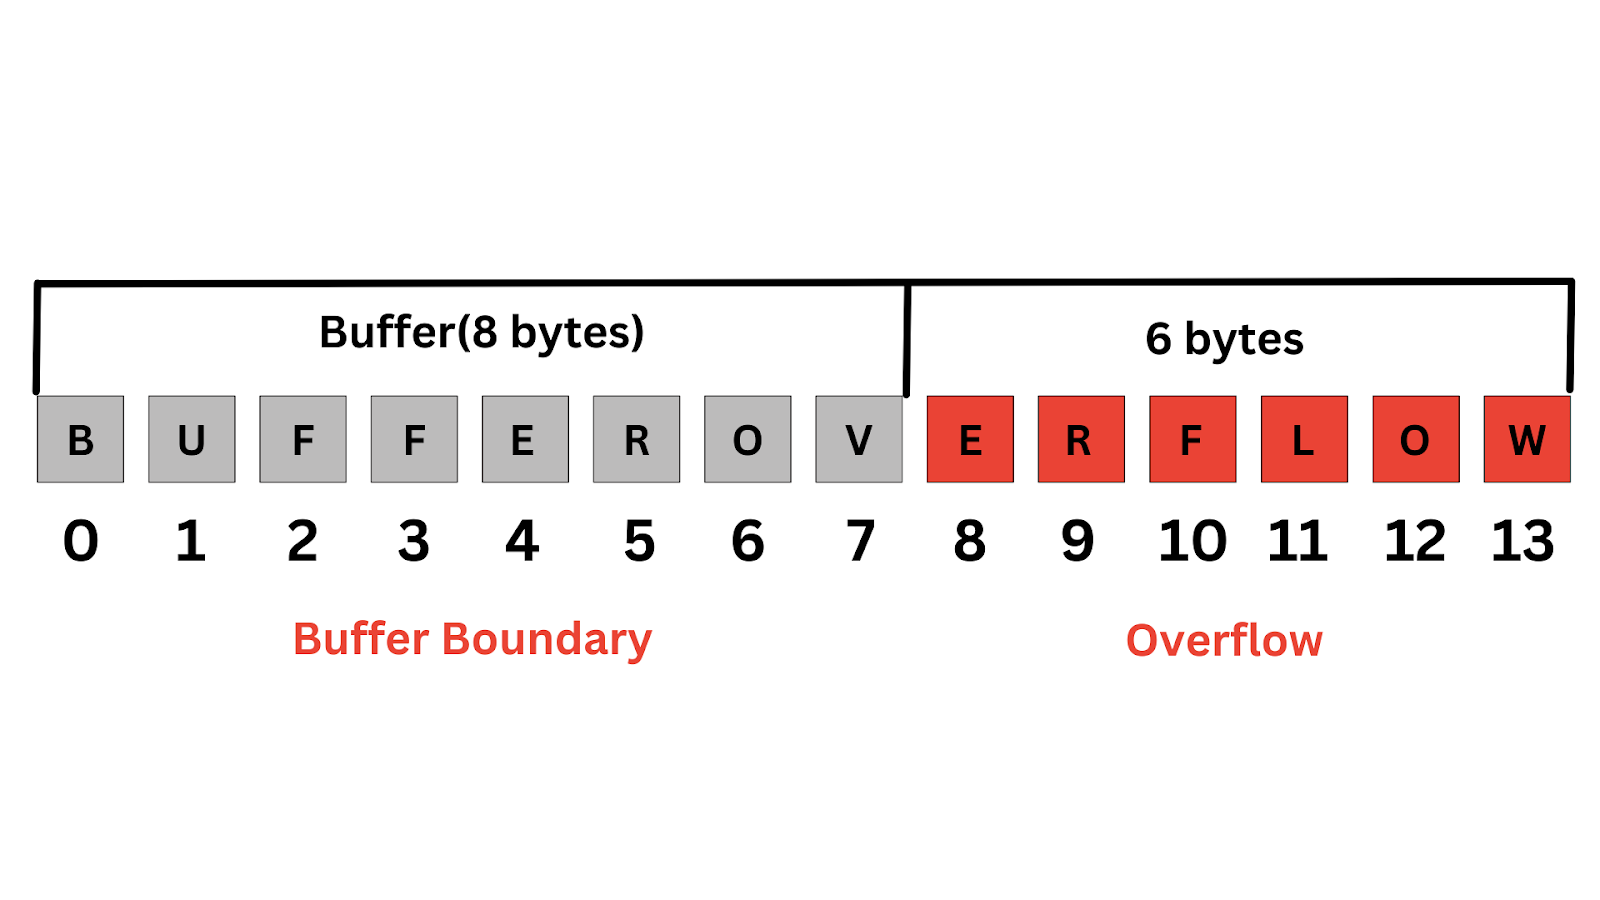 Buffer(8 bytes) 6 bytes
B U F F E R O V E R F L O W
0 1 2 3 4 5 6 7 8 9 10 11 12 13
Buffer Boundary Overflow